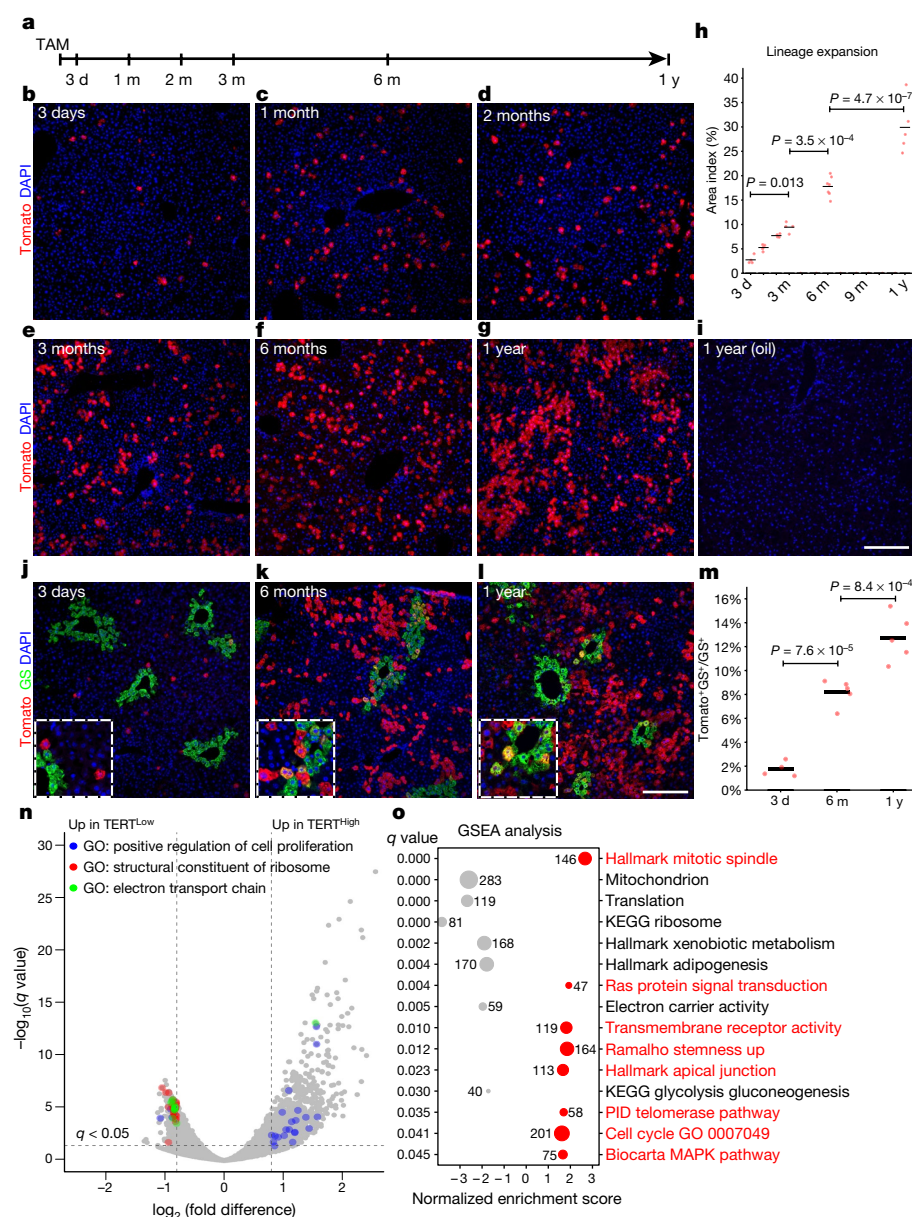 a
TAM
3 d 1 m 2 m 3 m 6 m 1 y
b
3 days
c
1 month
d
2 months
Tomato DAPI
h
Lineage expansion
P = 4.7 × 10⁻⁷
P = 3.5 × 10⁻⁴
P = 0.013
Area index (%)
40
35
30
25
20
15
10
5
0
3 d 3 m 6 m 9 m 1 y
e
3 months
f
6 months
g
1 year
i
1 year (oil)
Tomato DAPI
j
3 days
k
6 months
l
1 year
Tomato GS DAPI
m
P = 8.4 × 10⁻⁴
P = 7.6 × 10⁻⁵
Tomato⁺GS⁺/GS⁺
16%
14%
12%
10%
8%
6%
4%
2%
0%
3 d 6 m 1 y
n
Up in TERTᴸᵒʷ Up in TERTᴴⁱᵍʰ
GO: positive regulation of cell proliferation
GO: structural constituent of ribosome
GO: electron transport chain
−log₁₀(q value)
30
25
20
15
10
5
0
q < 0.05
−2 −1 0 1 2
log₂ (fold difference)
o
GSEA analysis
q value
0.000 146 Hallmark mitotic spindle
0.000 283 Mitochondrion
0.000 119 Translation
0.000 81 KEGG ribosome
0.002 168 Hallmark xenobiotic metabolism
0.004 170 Hallmark adipogenesis
0.004 47 Ras protein signal transduction
0.005 59 Electron carrier activity
0.010 119 Transmembrane receptor activity
0.012 164 Ramalho stemness up
0.023 113 Hallmark apical junction
0.030 40 KEGG glycolysis gluconeogenesis
0.035 58 PID telomerase pathway
0.041 201 Cell cycle GO 0007049
0.045 75 Biocarta MAPK pathway
−3 −2 −1 0 1 2 3
Normalized enrichment score